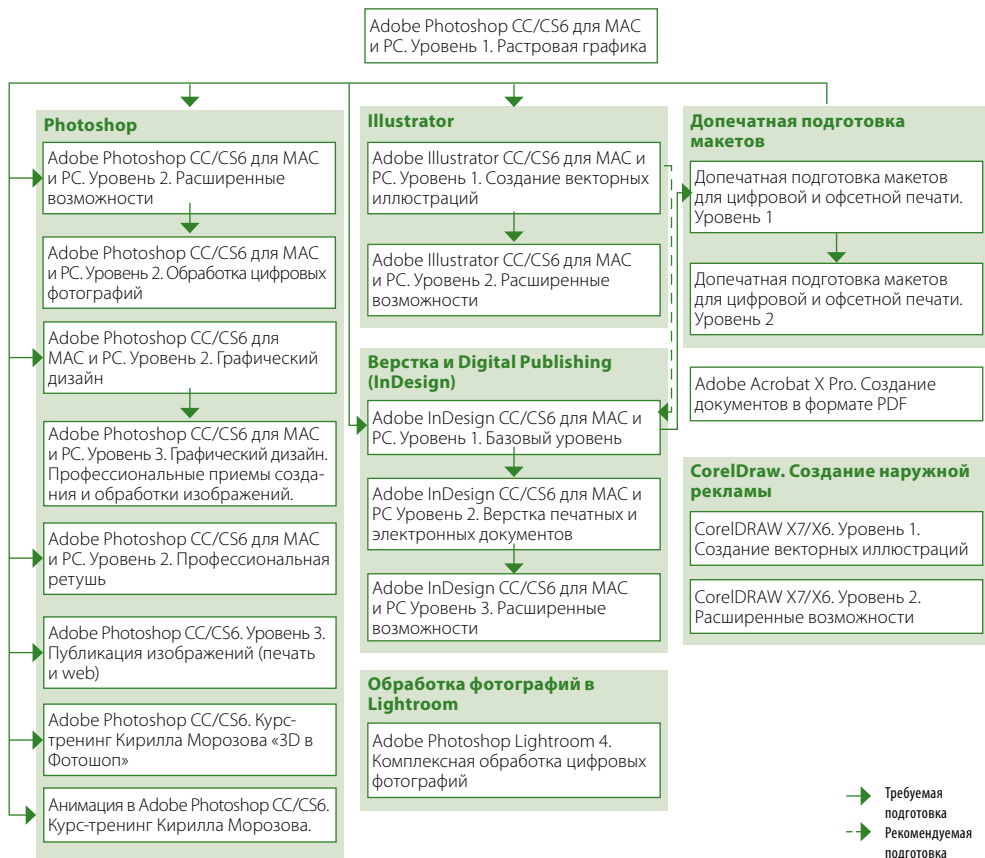 Adobe Photoshop CC/CS6 для MAC
и PC. Уровень 1. Растровая графика
Photoshop
Adobe Photoshop CC/CS6 для MAC
и PC. Уровень 2. Расширенные
возможности
Adobe Photoshop CC/CS6 для MAC
и PC. Уровень 2. Обработка цифровых
фотографий
Adobe Photoshop CC/CS6 для
MAC и PC. Уровень 2. Графический
дизайн
Adobe Photoshop CC/CS6 для MAC
и PC. Уровень 3. Графический дизайн.
Профессиональные приемы созда-
ния и обработки изображений.
Adobe Photoshop CC/CS6 для MAC
и PC. Уровень 2. Профессиональная
ретушь
Adobe Photoshop CC/CS6. Уровень 3.
Публикация изображений (печать
и web)
Adobe Photoshop CC/CS6. Курс-
тренинг Кирилла Морозова «3D в
Фотошоп»
Анимация в Adobe Photoshop CC/CS6.
Курс-тренинг Кирилла Морозова.
Illustrator
Adobe Illustrator CC/CS6 для MAC и
PC. Уровень 1. Создание векторных
иллюстраций
Adobe Illustrator CC/CS6 для MAC
и PC. Уровень 2. Расширенные
возможности
Верстка и Digital Publishing
(InDesign)
Adobe InDesign CC/CS6 для MAC и
PC. Уровень 1. Базовый уровень
Adobe InDesign CC/CS6 для MAC и
PC Уровень 2. Верстка печатных и
электронных документов
Adobe InDesign CC/CS6 для MAC
и PC Уровень 3. Расширенные
возможности
Обработка фотографий в
Lightroom
Adobe Photoshop Lightroom 4.
Комплексная обработка цифровых
фотографий
Допечатная подготовка
макетов
Допечатная подготовка макетов
для цифровой и офсетной печати.
Уровень 1
Допечатная подготовка макетов
для цифровой и офсетной печати.
Уровень 2
Adobe Acrobat X Pro. Создание
документов в формате PDF
CorelDraw. Создание наружной
рекламы
CorelDRAW X7/X6. Уровень 1.
Создание векторных иллюстраций
CorelDRAW X7/X6. Уровень 2.
Расширенные возможности
Требуемая
подготовка
Рекомендуемая
подготовка